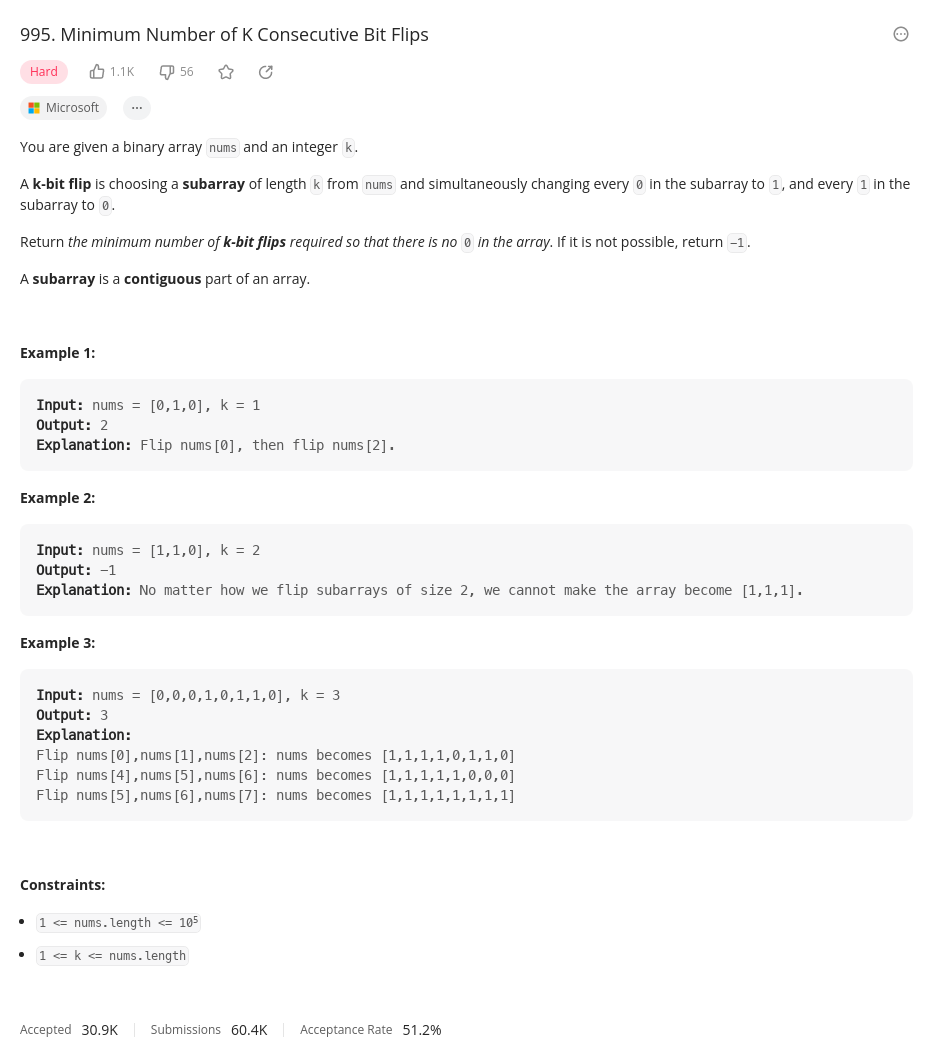 995. Minimum Number of K Consecutive Bit Flips
Hard 1.1K 56
Microsoft ...
You are given a binary array nums and an integer k.
A k-bit flip is choosing a subarray of length k from nums and simultaneously changing every 0 in the subarray to 1, and every 1 in the
subarray to 0.
Return the minimum number of k-bit flips required so that there is no 0 in the array. If it is not possible, return −1.
A subarray is a contiguous part of an array.
Example 1:
Input: nums = [0,1,0], k = 1
Output: 2
Explanation: Flip nums[0], then flip nums[2].
Example 2:
Input: nums = [1,1,0], k = 2
Output: −1
Explanation: No matter how we flip subarrays of size 2, we cannot make the array become [1,1,1].
Example 3:
Input: nums = [0,0,0,1,0,1,1,0], k = 3
Output: 3
Explanation:
Flip nums[0],nums[1],nums[2]: nums becomes [1,1,1,1,0,1,1,0]
Flip nums[4],nums[5],nums[6]: nums becomes [1,1,1,1,1,0,0,0]
Flip nums[5],nums[6],nums[7]: nums becomes [1,1,1,1,1,1,1,1]
Constraints:
• 1 <= nums.length <= 10⁵
• 1 <= k <= nums.length
Accepted 30.9K Submissions 60.4K Acceptance Rate 51.2%